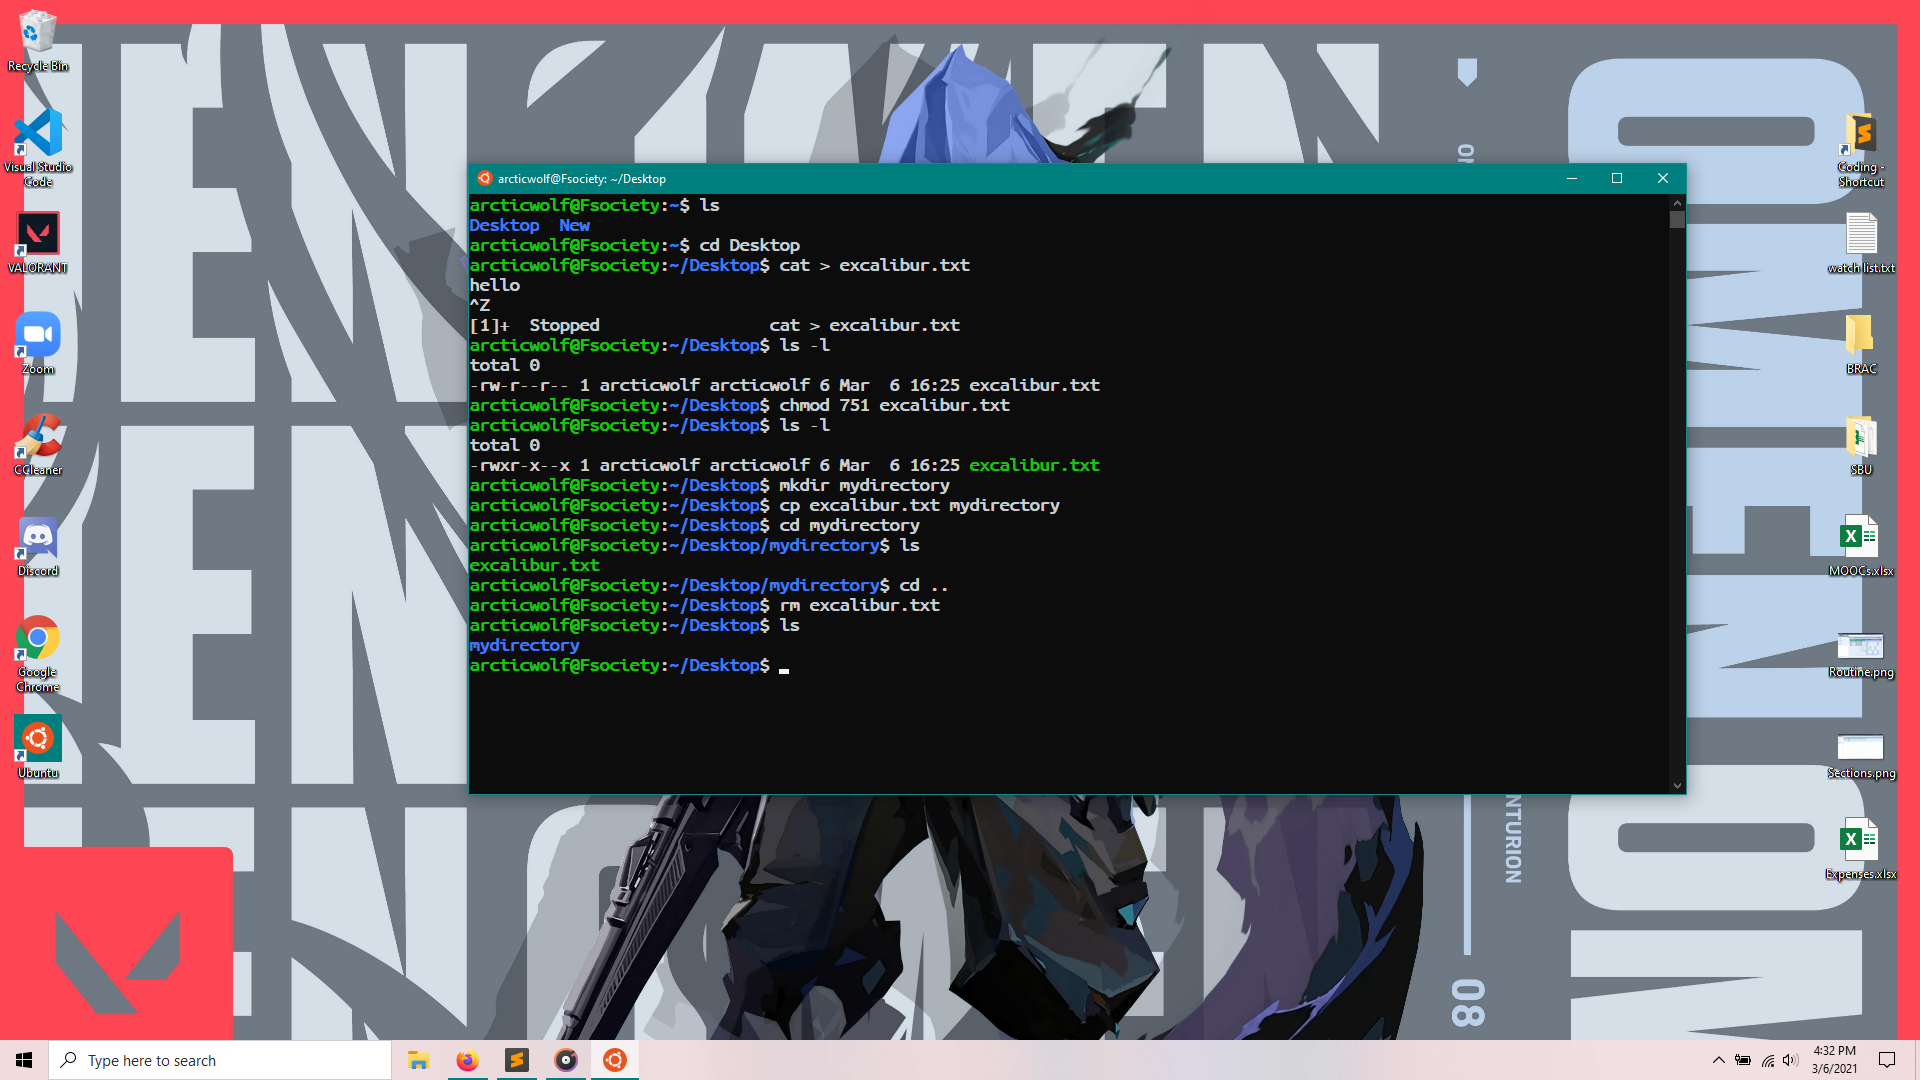 Recycle Bin
Visual Studio
Code
VALORANT
Zoom
CCleaner
Discord
Google
Chrome
Ubuntu
arcticwolf@Fsociety: ~/Desktop
arcticwolf@Fsociety:~$ ls
Desktop  New
arcticwolf@Fsociety:~$ cd Desktop
arcticwolf@Fsociety:~/Desktop$ cat > excalibur.txt
hello
^Z
[1]+  Stopped                 cat > excalibur.txt
arcticwolf@Fsociety:~/Desktop$ ls -l
total 0
-rw-r--r-- 1 arcticwolf arcticwolf 6 Mar  6 16:25 excalibur.txt
arcticwolf@Fsociety:~/Desktop$ chmod 751 excalibur.txt
arcticwolf@Fsociety:~/Desktop$ ls -l
total 0
-rwxr-x--x 1 arcticwolf arcticwolf 6 Mar  6 16:25 excalibur.txt
arcticwolf@Fsociety:~/Desktop$ mkdir mydirectory
arcticwolf@Fsociety:~/Desktop$ cp excalibur.txt mydirectory
arcticwolf@Fsociety:~/Desktop$ cd mydirectory
arcticwolf@Fsociety:~/Desktop/mydirectory$ ls
excalibur.txt
arcticwolf@Fsociety:~/Desktop/mydirectory$ cd ..
arcticwolf@Fsociety:~/Desktop$ rm excalibur.txt
arcticwolf@Fsociety:~/Desktop$ ls
mydirectory
arcticwolf@Fsociety:~/Desktop$
Coding -
Shortcut
watch list.txt
BRAC
SBU
MOOCs.xlsx
Routine.png
Sections.png
Expenses.xlsx
08
Type here to search
4:32 PM
3/6/2021